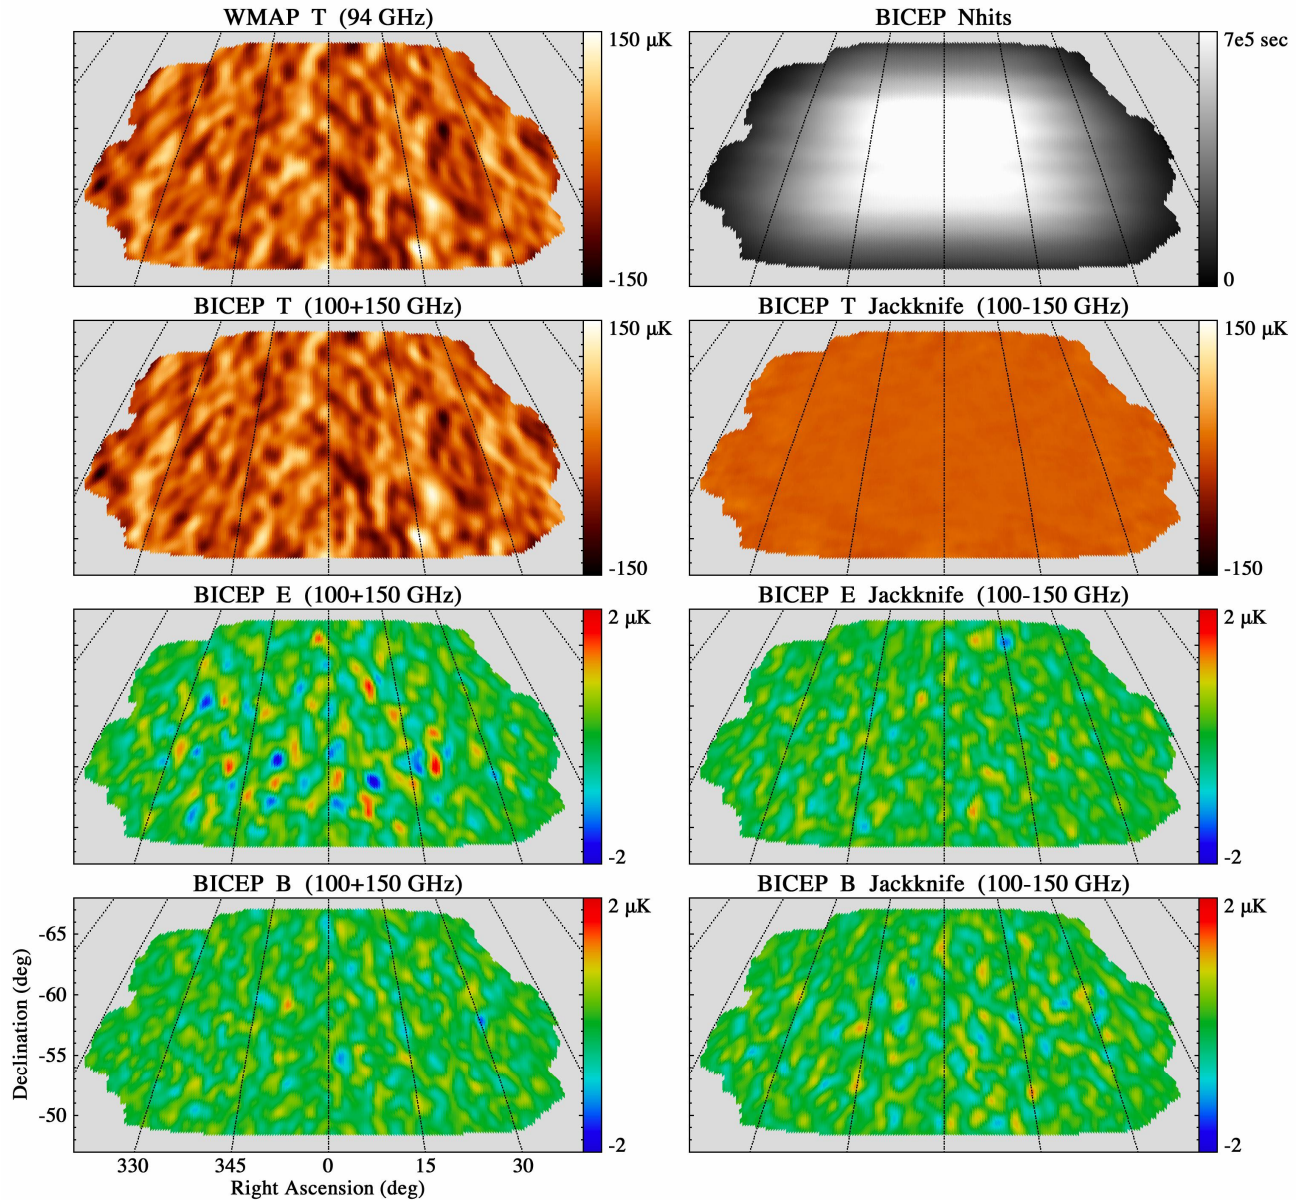 WMAP T (94 GHz)
150 μK
-150
BICEP Nhits
7e5 sec
0
BICEP T (100+150 GHz)
150 μK
-150
BICEP T Jackknife (100-150 GHz)
150 μK
-150
BICEP E (100+150 GHz)
2 μK
-2
BICEP E Jackknife (100-150 GHz)
2 μK
-2
BICEP B (100+150 GHz)
2 μK
-2
BICEP B Jackknife (100-150 GHz)
2 μK
-2
Declination (deg)
-65
-60
-55
-50
330 345 0 15 30
Right Ascension (deg)